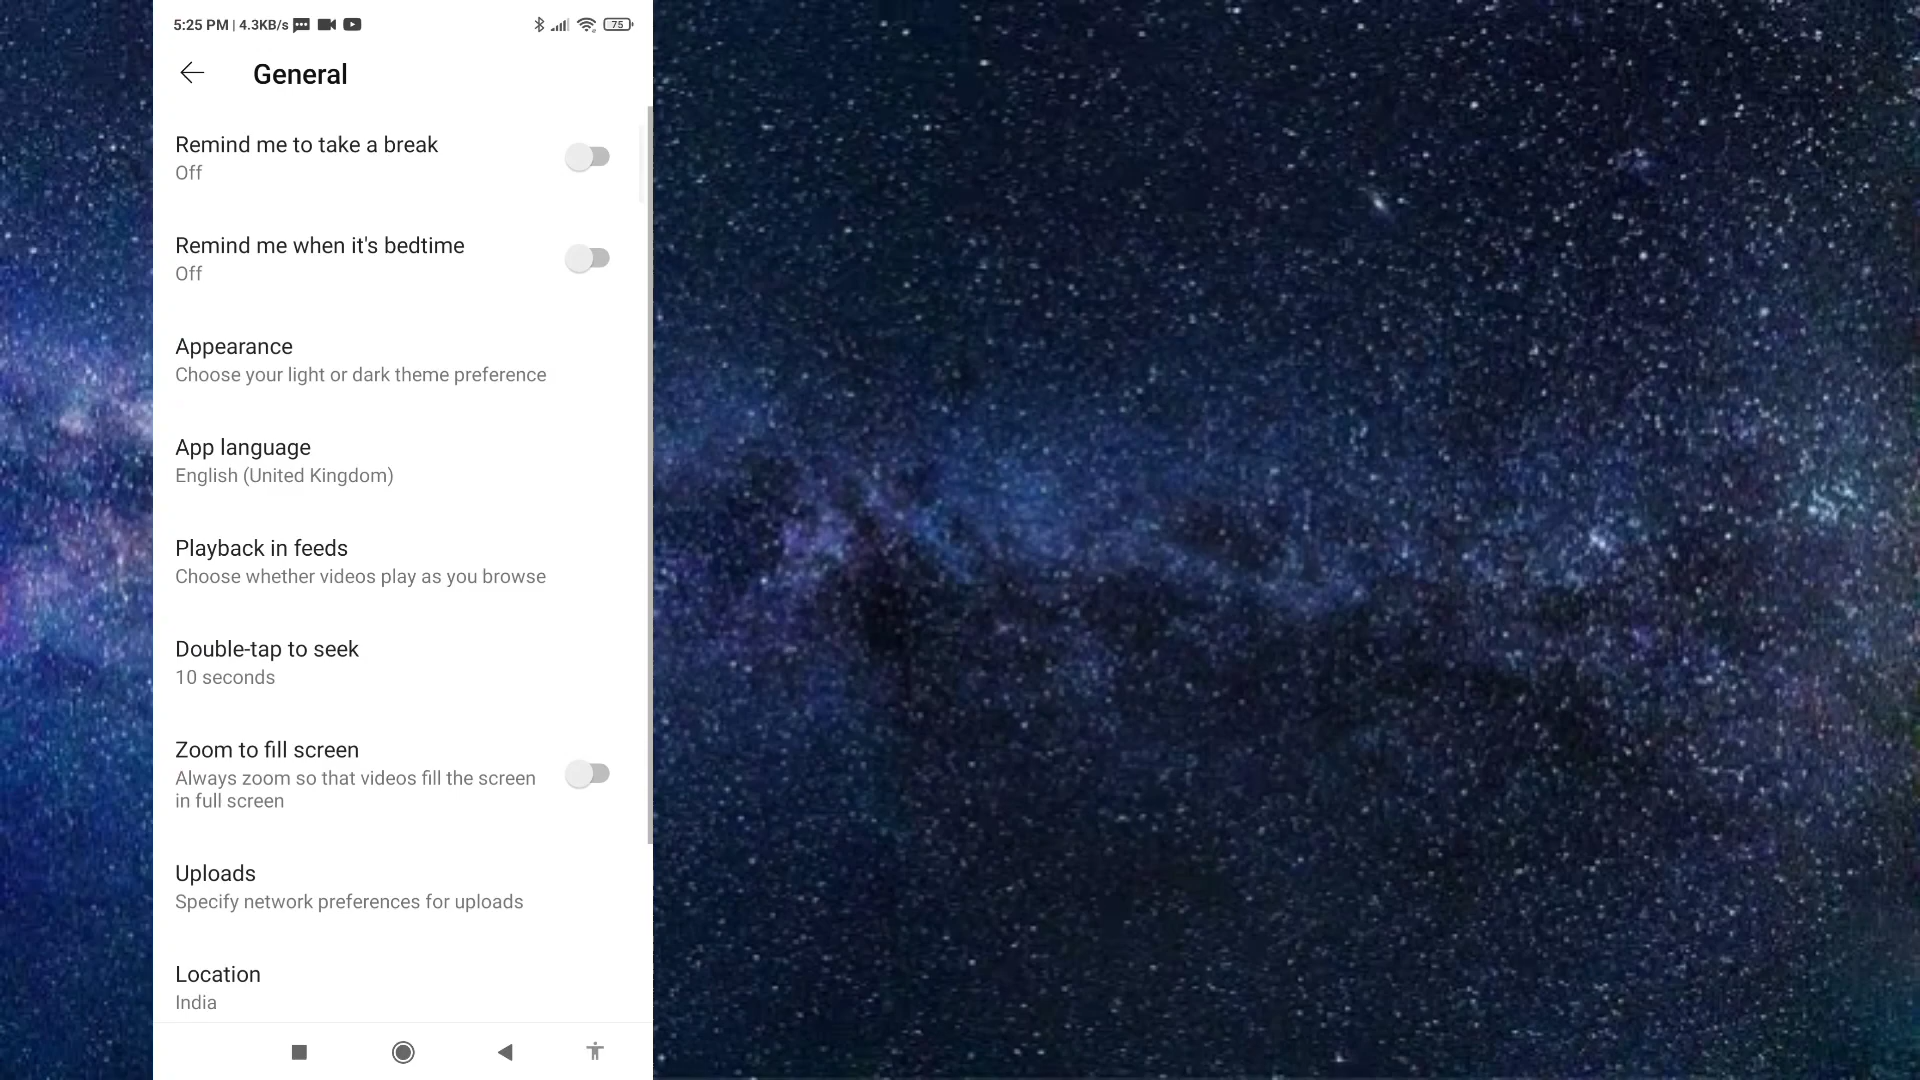 5:25 PM | 4.3KB/s
75
General
Remind me to take a break
Off
Remind me when it's bedtime
Off
Appearance
Choose your light or dark theme preference
App language
English (United Kingdom)
Playback in feeds
Choose whether videos play as you browse
Double-tap to seek
10 seconds
Zoom to fill screen
Always zoom so that videos fill the screen
in full screen
Uploads
Specify network preferences for uploads
Location
India